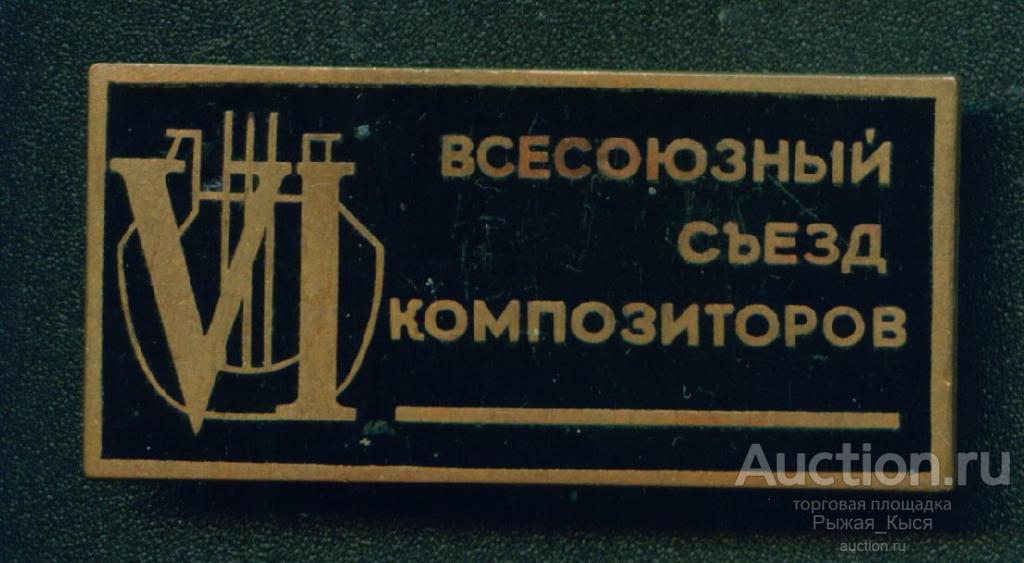 VI
ВСЕСОЮЗНЫЙ
СЪЕЗД
КОМПОЗИТОРОВ
Auction.ru
торговая площадка
Рыжая_Кыся
auction.ru